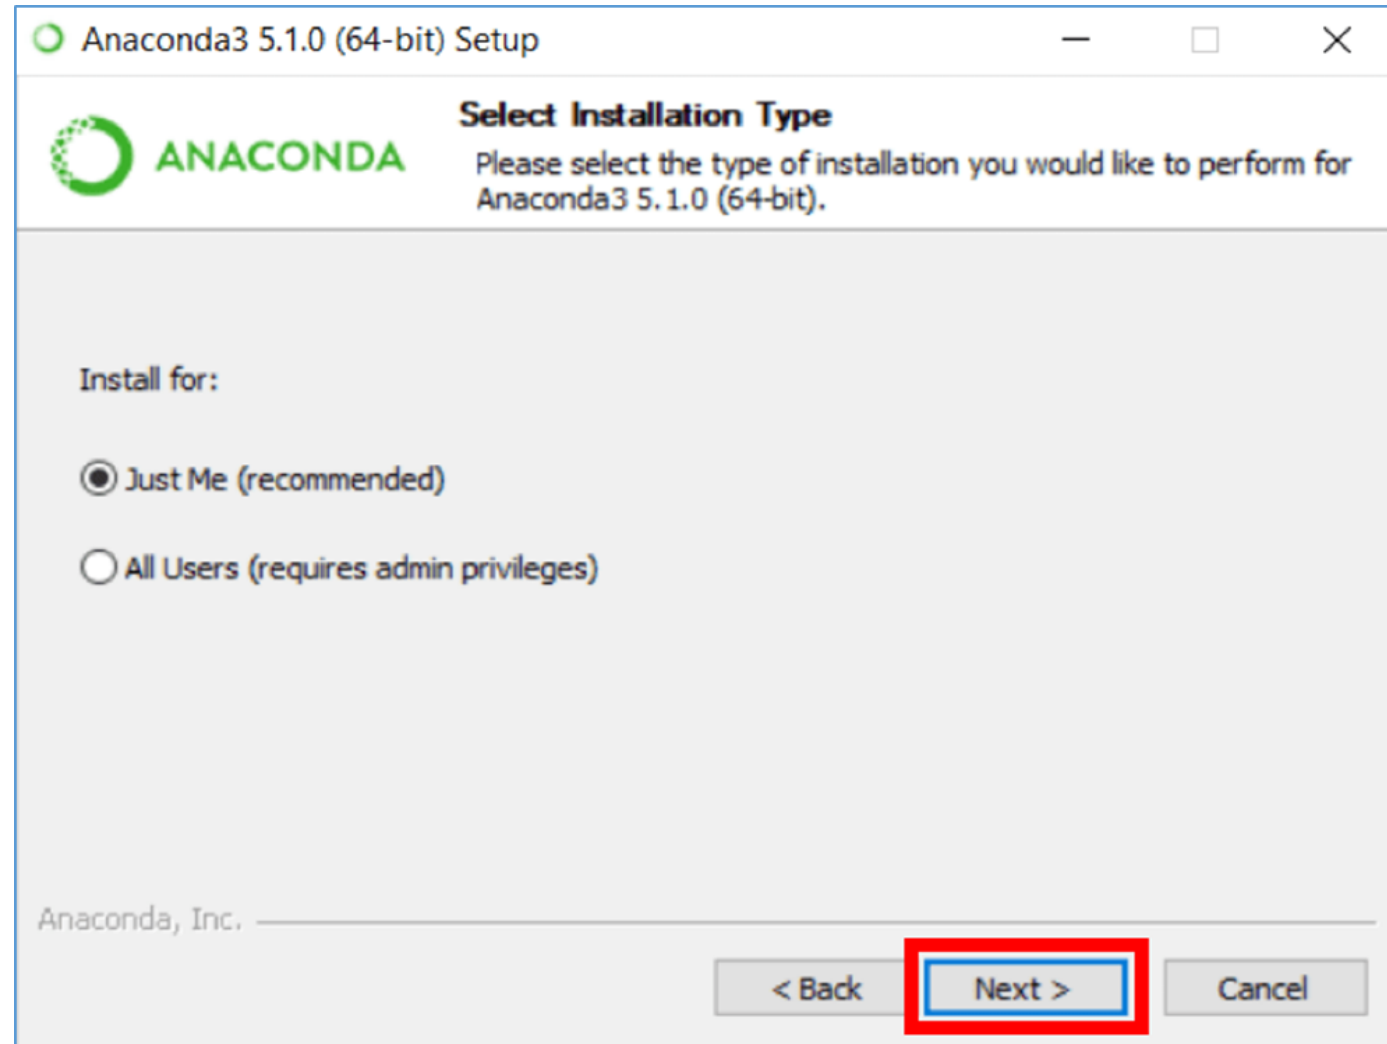 Anaconda3 5.1.0 (64-bit) Setup
ANACONDA
Select Installation Type
Please select the type of installation you would like to perform for
Anaconda3 5.1.0 (64-bit).
Install for:
Just Me (recommended)
All Users (requires admin privileges)
Anaconda, Inc.
< Back
Next >
Cancel